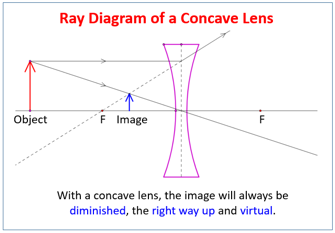 Ray Diagram of a Concave Lens
Object F Image F
With a concave lens, the image will always be
diminished, the right way up and virtual.